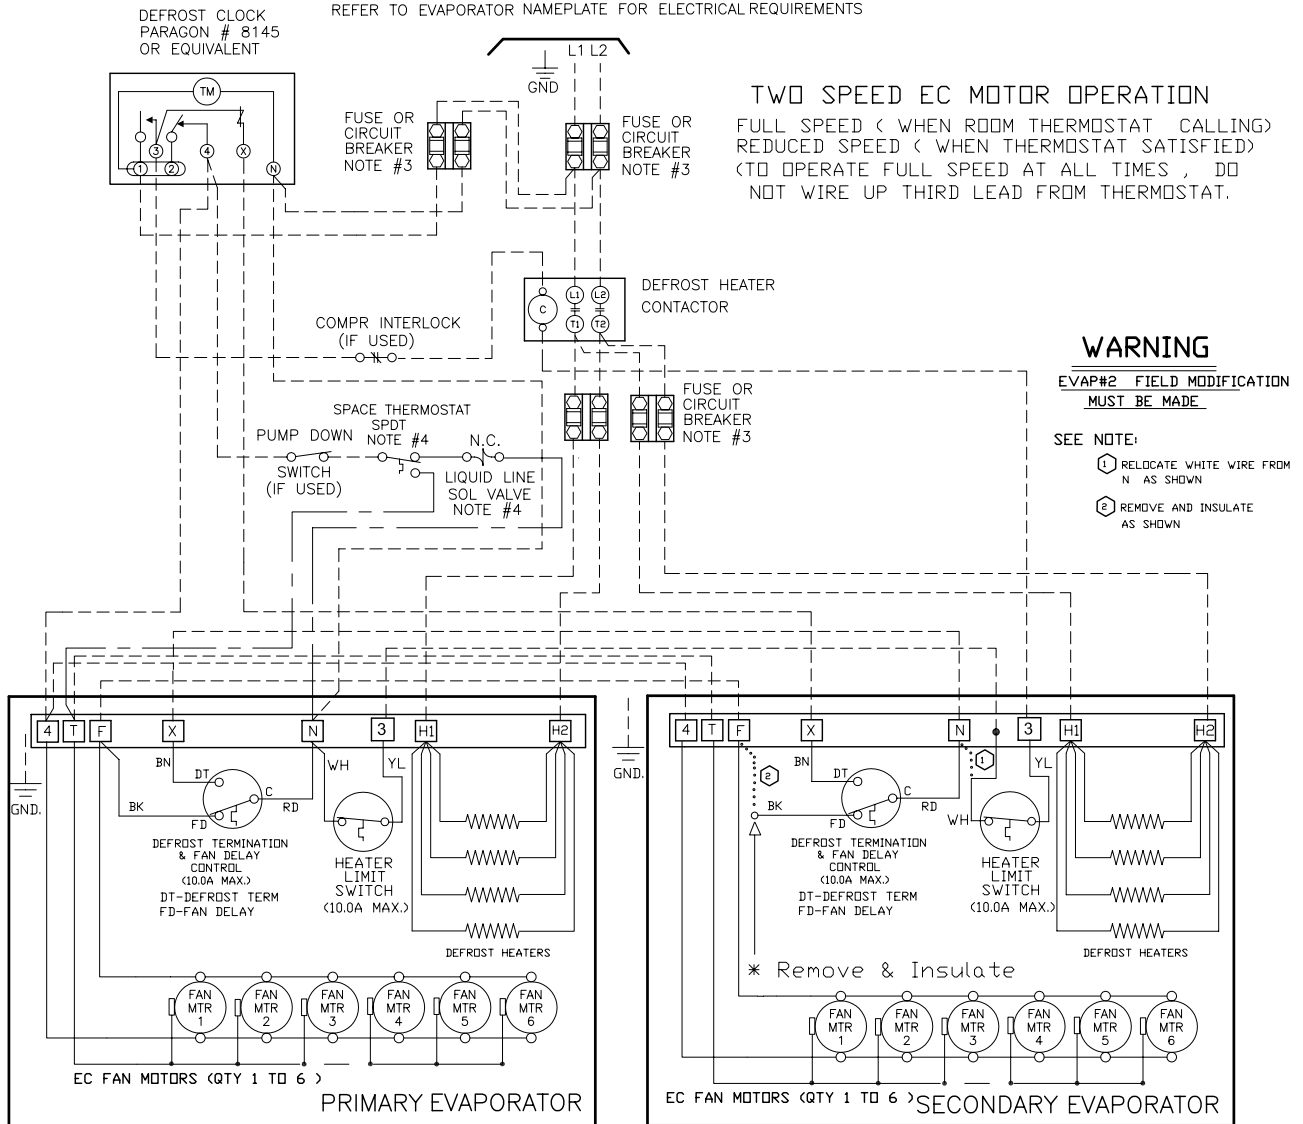 REFER TO EVAPORATOR NAMEPLATE FOR ELECTRICAL REQUIREMENTS
DEFROST CLOCK
PARAGON # 8145
OR EQUIVALENT
L1 L2
GND
TM
1
3
2
4
X
N
FUSE OR
CIRCUIT
BREAKER
NOTE #3
FUSE OR
CIRCUIT
BREAKER
NOTE #3
TWO SPEED EC MOTOR OPERATION
FULL SPEED ( WHEN ROOM THERMOSTAT CALLING)
REDUCED SPEED ( WHEN THERMOSTAT SATISFIED)
(TO OPERATE FULL SPEED AT ALL TIMES , DO
NOT WIRE UP THIRD LEAD FROM THERMOSTAT.
DEFROST HEATER
CONTACTOR
C
L1
L2
T1
T2
COMPR INTERLOCK
(IF USED)
WARNING
EVAP#2 FIELD MODIFICATION
MUST BE MADE
FUSE OR
CIRCUIT
BREAKER
NOTE #3
SPACE THERMOSTAT
SPDT
NOTE #4
PUMP DOWN
SWITCH
(IF USED)
N.C.
LIQUID LINE
SOL VALVE
NOTE #4
SEE NOTE:
1 RELOCATE WHITE WIRE FROM
N AS SHOWN
2 REMOVE AND INSULATE
AS SHOWN
4 T F X N 3 H1 H2
GND.
BN
DT
C
RD
BK
FD
WH
YL
DEFROST TERMINATION
& FAN DELAY
CONTROL
(10.0A MAX.)
DT-DEFROST TERM
FD-FAN DELAY
HEATER
LIMIT
SWITCH
(10.0A MAX.)
DEFROST HEATERS
FAN MTR 1
FAN MTR 2
FAN MTR 3
FAN MTR 4
FAN MTR 5
FAN MTR 6
EC FAN MOTORS (QTY 1 TO 6 )
PRIMARY EVAPORATOR
4 T F X N 3 H1 H2
GND.
BN
DT
C
RD
2
1
BK
FD
WH
YL
DEFROST TERMINATION
& FAN DELAY
CONTROL
(10.0A MAX.)
DT-DEFROST TERM
FD-FAN DELAY
HEATER
LIMIT
SWITCH
(10.0A MAX.)
DEFROST HEATERS
* Remove & Insulate
FAN MTR 1
FAN MTR 2
FAN MTR 3
FAN MTR 4
FAN MTR 5
FAN MTR 6
EC FAN MOTORS (QTY 1 TO 6 )
SECONDARY EVAPORATOR